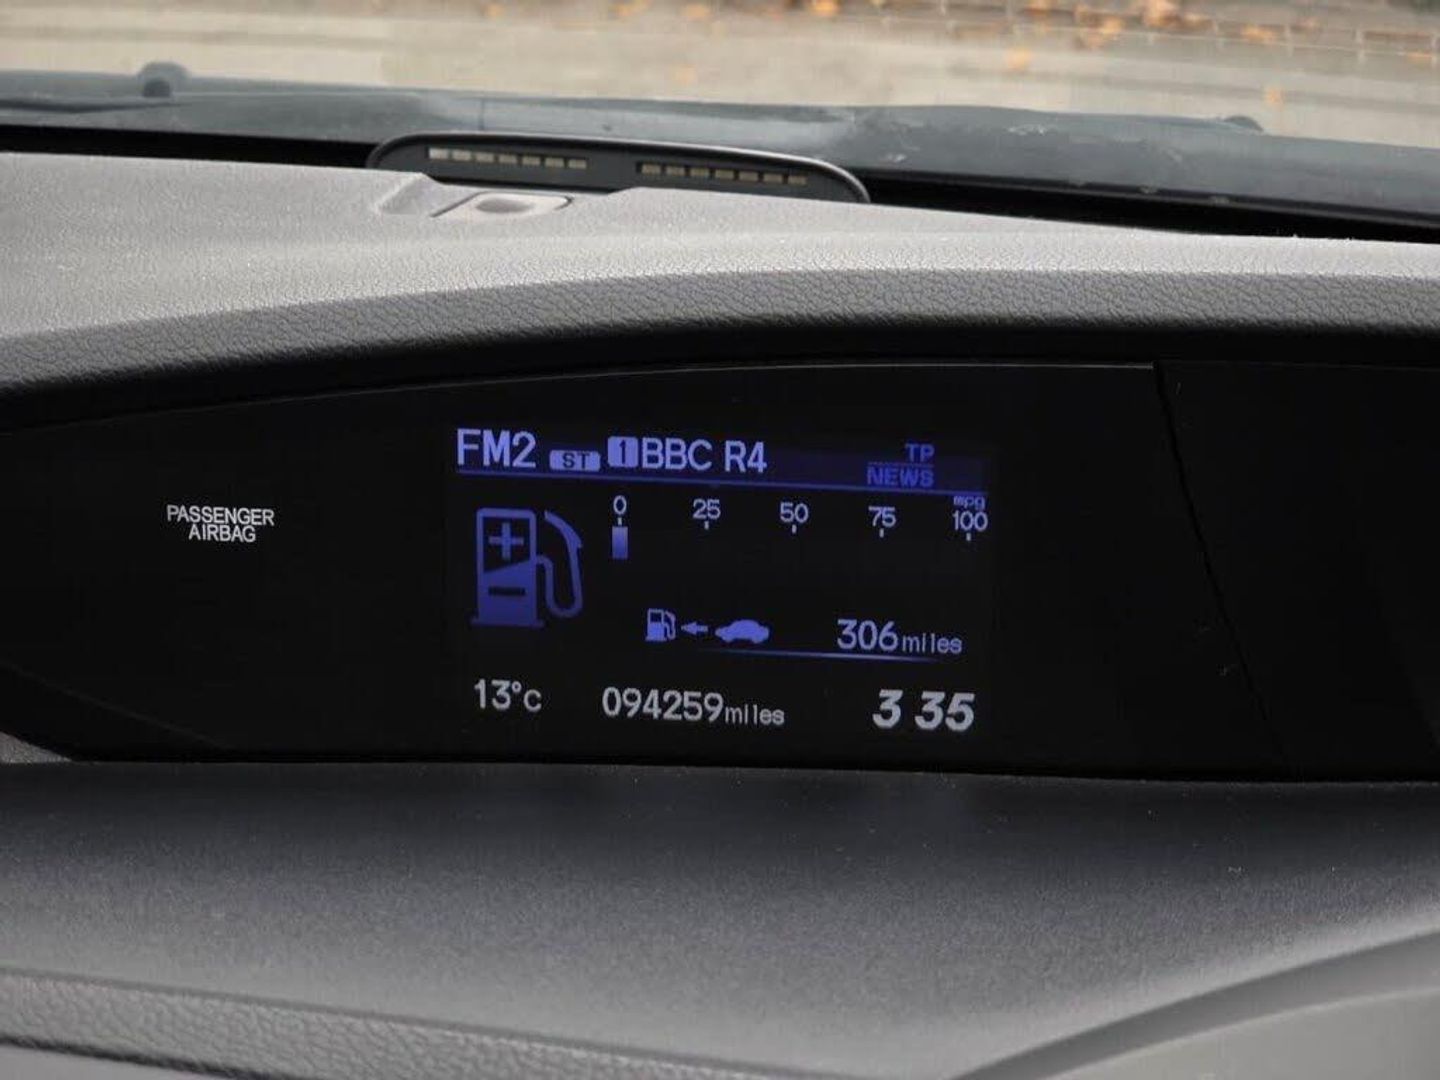 FM2 ST 1 BBC R4 TP
NEWS
0 25 50 75 mpg 100
PASSENGER
AIRBAG
306 miles
13°C 094259 miles 3 35